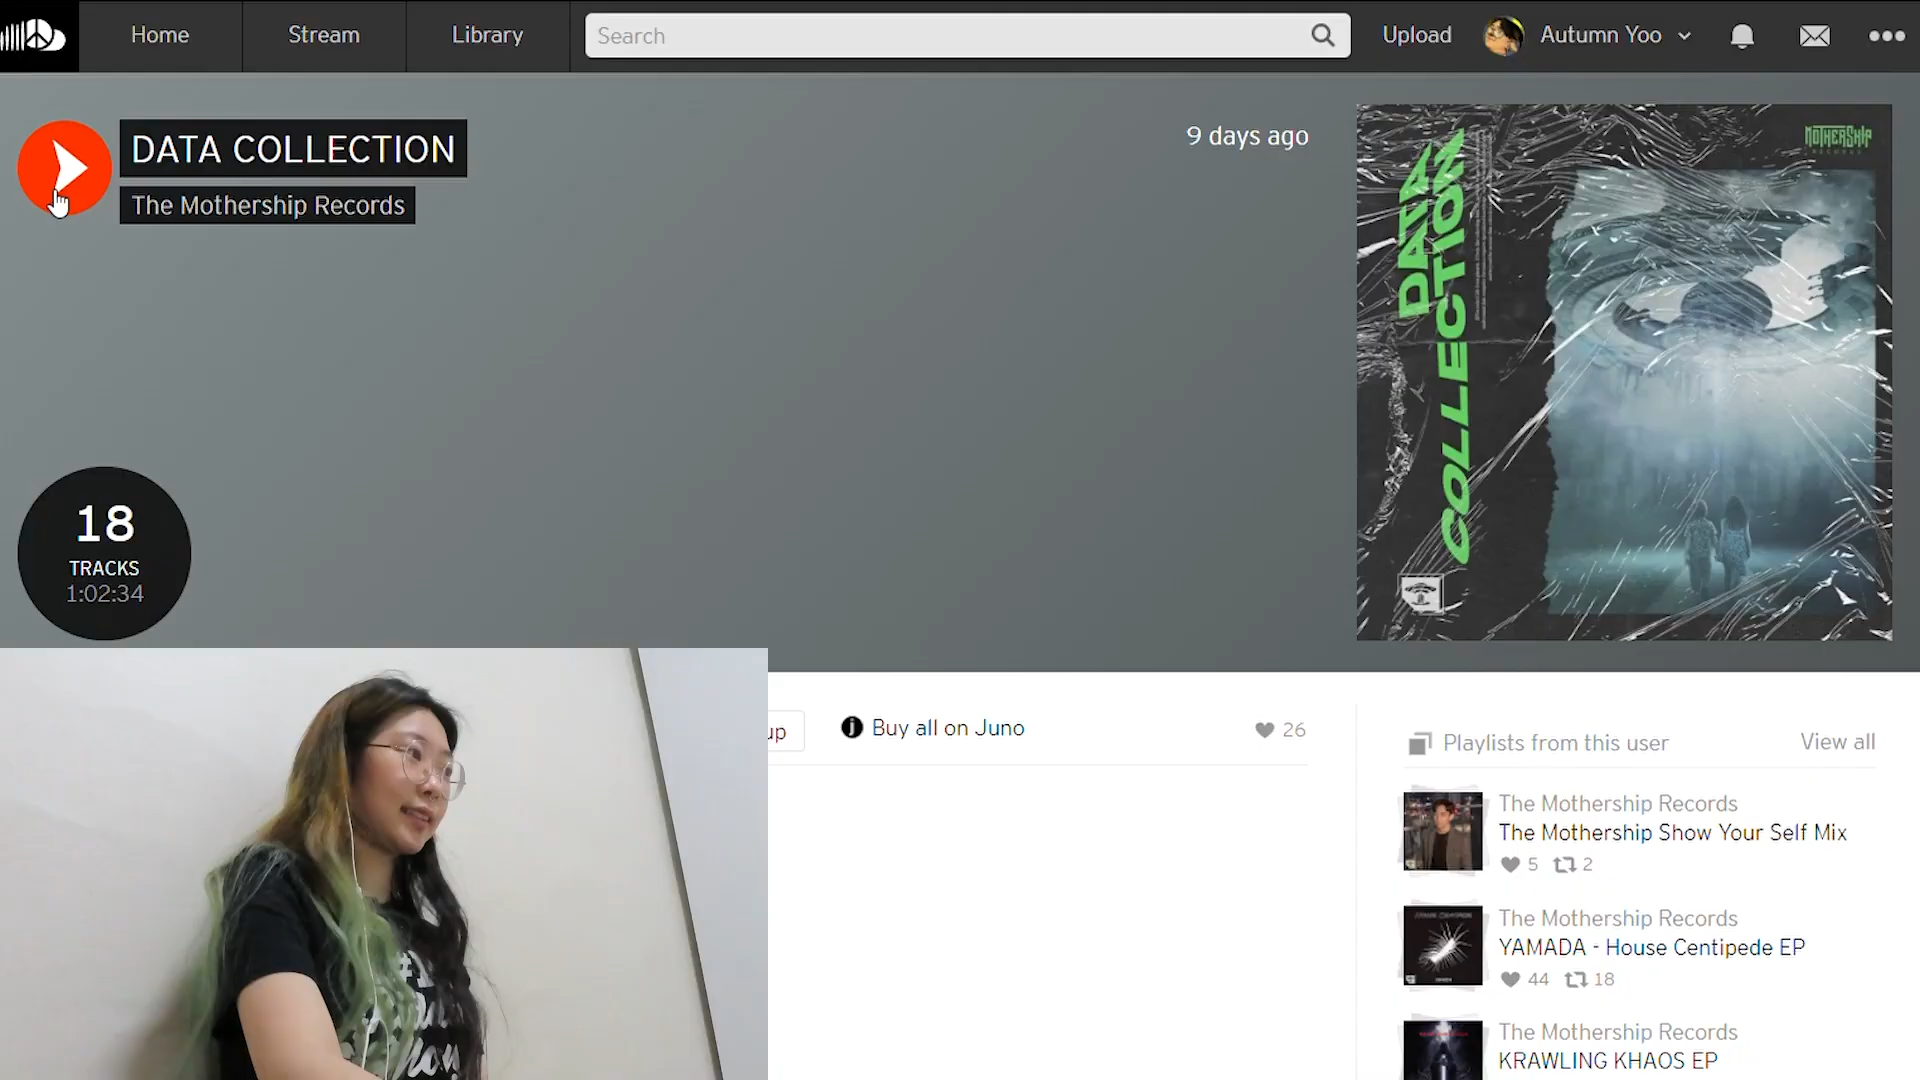 Home
Stream
Library
Search
Upload
Autumn Yoo
DATA COLLECTION
The Mothership Records
9 days ago
DATA
COLLECTION
MOTHERSHIP
RECORDS
18
TRACKS
1:02:34
Buy all on Juno
26
Playlists from this user
View all
The Mothership Records
The Mothership Show Your Self Mix
5
2
The Mothership Records
YAMADA - House Centipede EP
44
18
The Mothership Records
KRAWLING KHAOS EP